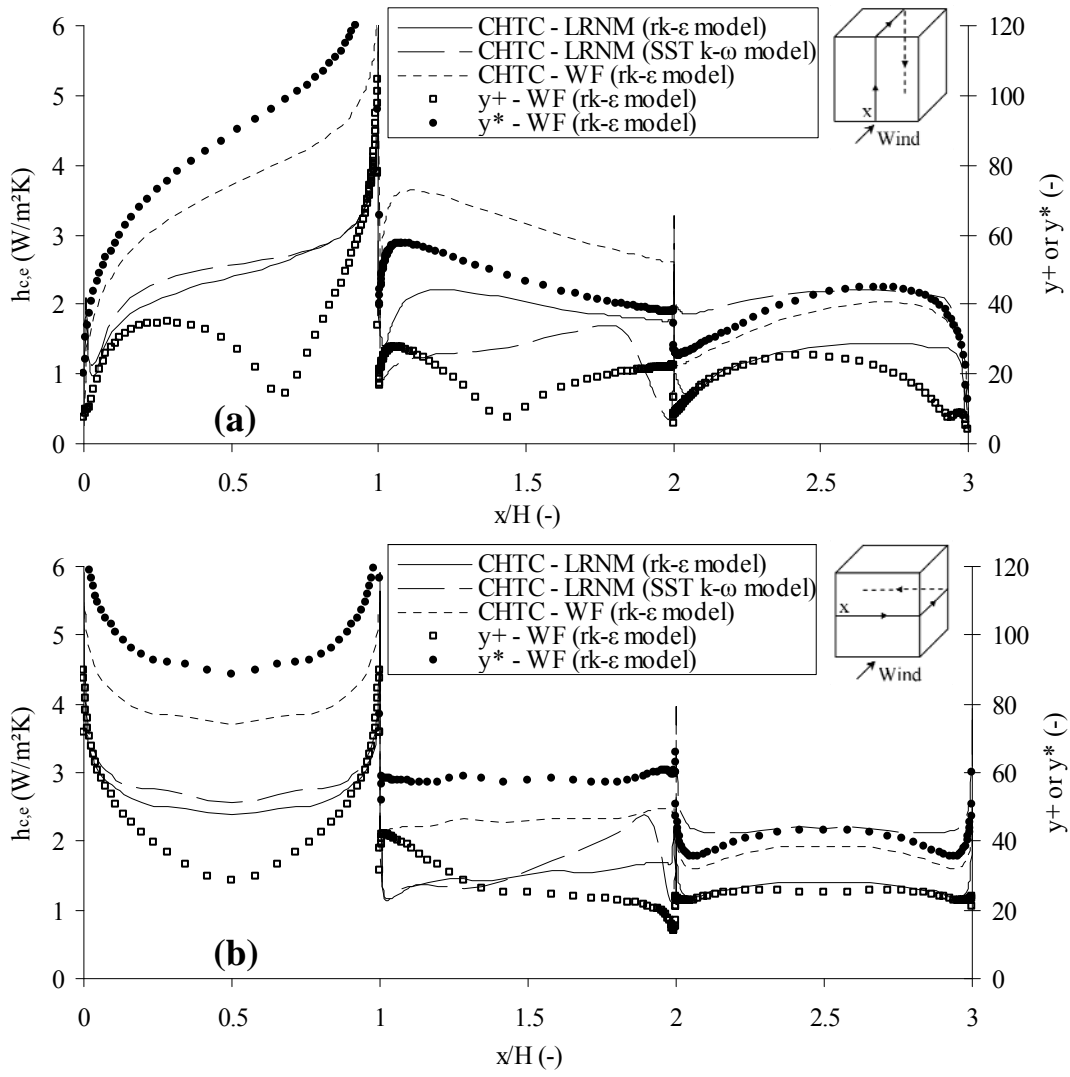 CHTC - LRNM (rk-ε model)
CHTC - LRNM (SST k-ω model)
CHTC - WF (rk-ε model)
y+ - WF (rk-ε model)
y* - WF (rk-ε model)
x
Wind
6
5
4
3
2
1
0
h_c,e (W/m²K)
120
100
80
60
40
20
0
y+ or y* (-)
(a)
0 0.5 1 1.5 2 2.5 3
x/H (-)
CHTC - LRNM (rk-ε model)
CHTC - LRNM (SST k-ω model)
CHTC - WF (rk-ε model)
y+ - WF (rk-ε model)
y* - WF (rk-ε model)
x
Wind
6
5
4
3
2
1
0
h_c,e (W/m²K)
120
100
80
60
40
20
0
y+ or y* (-)
(b)
0 0.5 1 1.5 2 2.5 3
x/H (-)